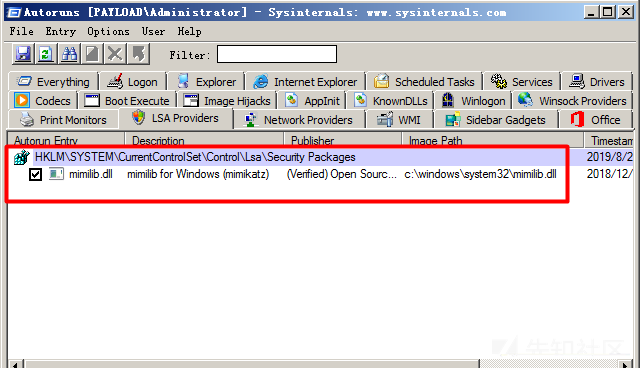 Autoruns [PAYLOAD\Administrator] - Sysinternals: www.sysinternals.com
File Entry Options User Help
Filter:
Everything Logon Explorer Internet Explorer Scheduled Tasks Services Drivers
Codecs Boot Execute Image Hijacks AppInit KnownDLLs Winlogon Winsock Providers
Print Monitors LSA Providers Network Providers WMI Sidebar Gadgets Office
Autorun Entry Description Publisher Image Path Timestam
HKLM\SYSTEM\CurrentControlSet\Control\Lsa\Security Packages 2019/8/2
mimilib.dll mimilib for Windows (mimikatz) (Verified) Open Sourc... c:\windows\system32\mimilib.dll 2018/12/
先知社区